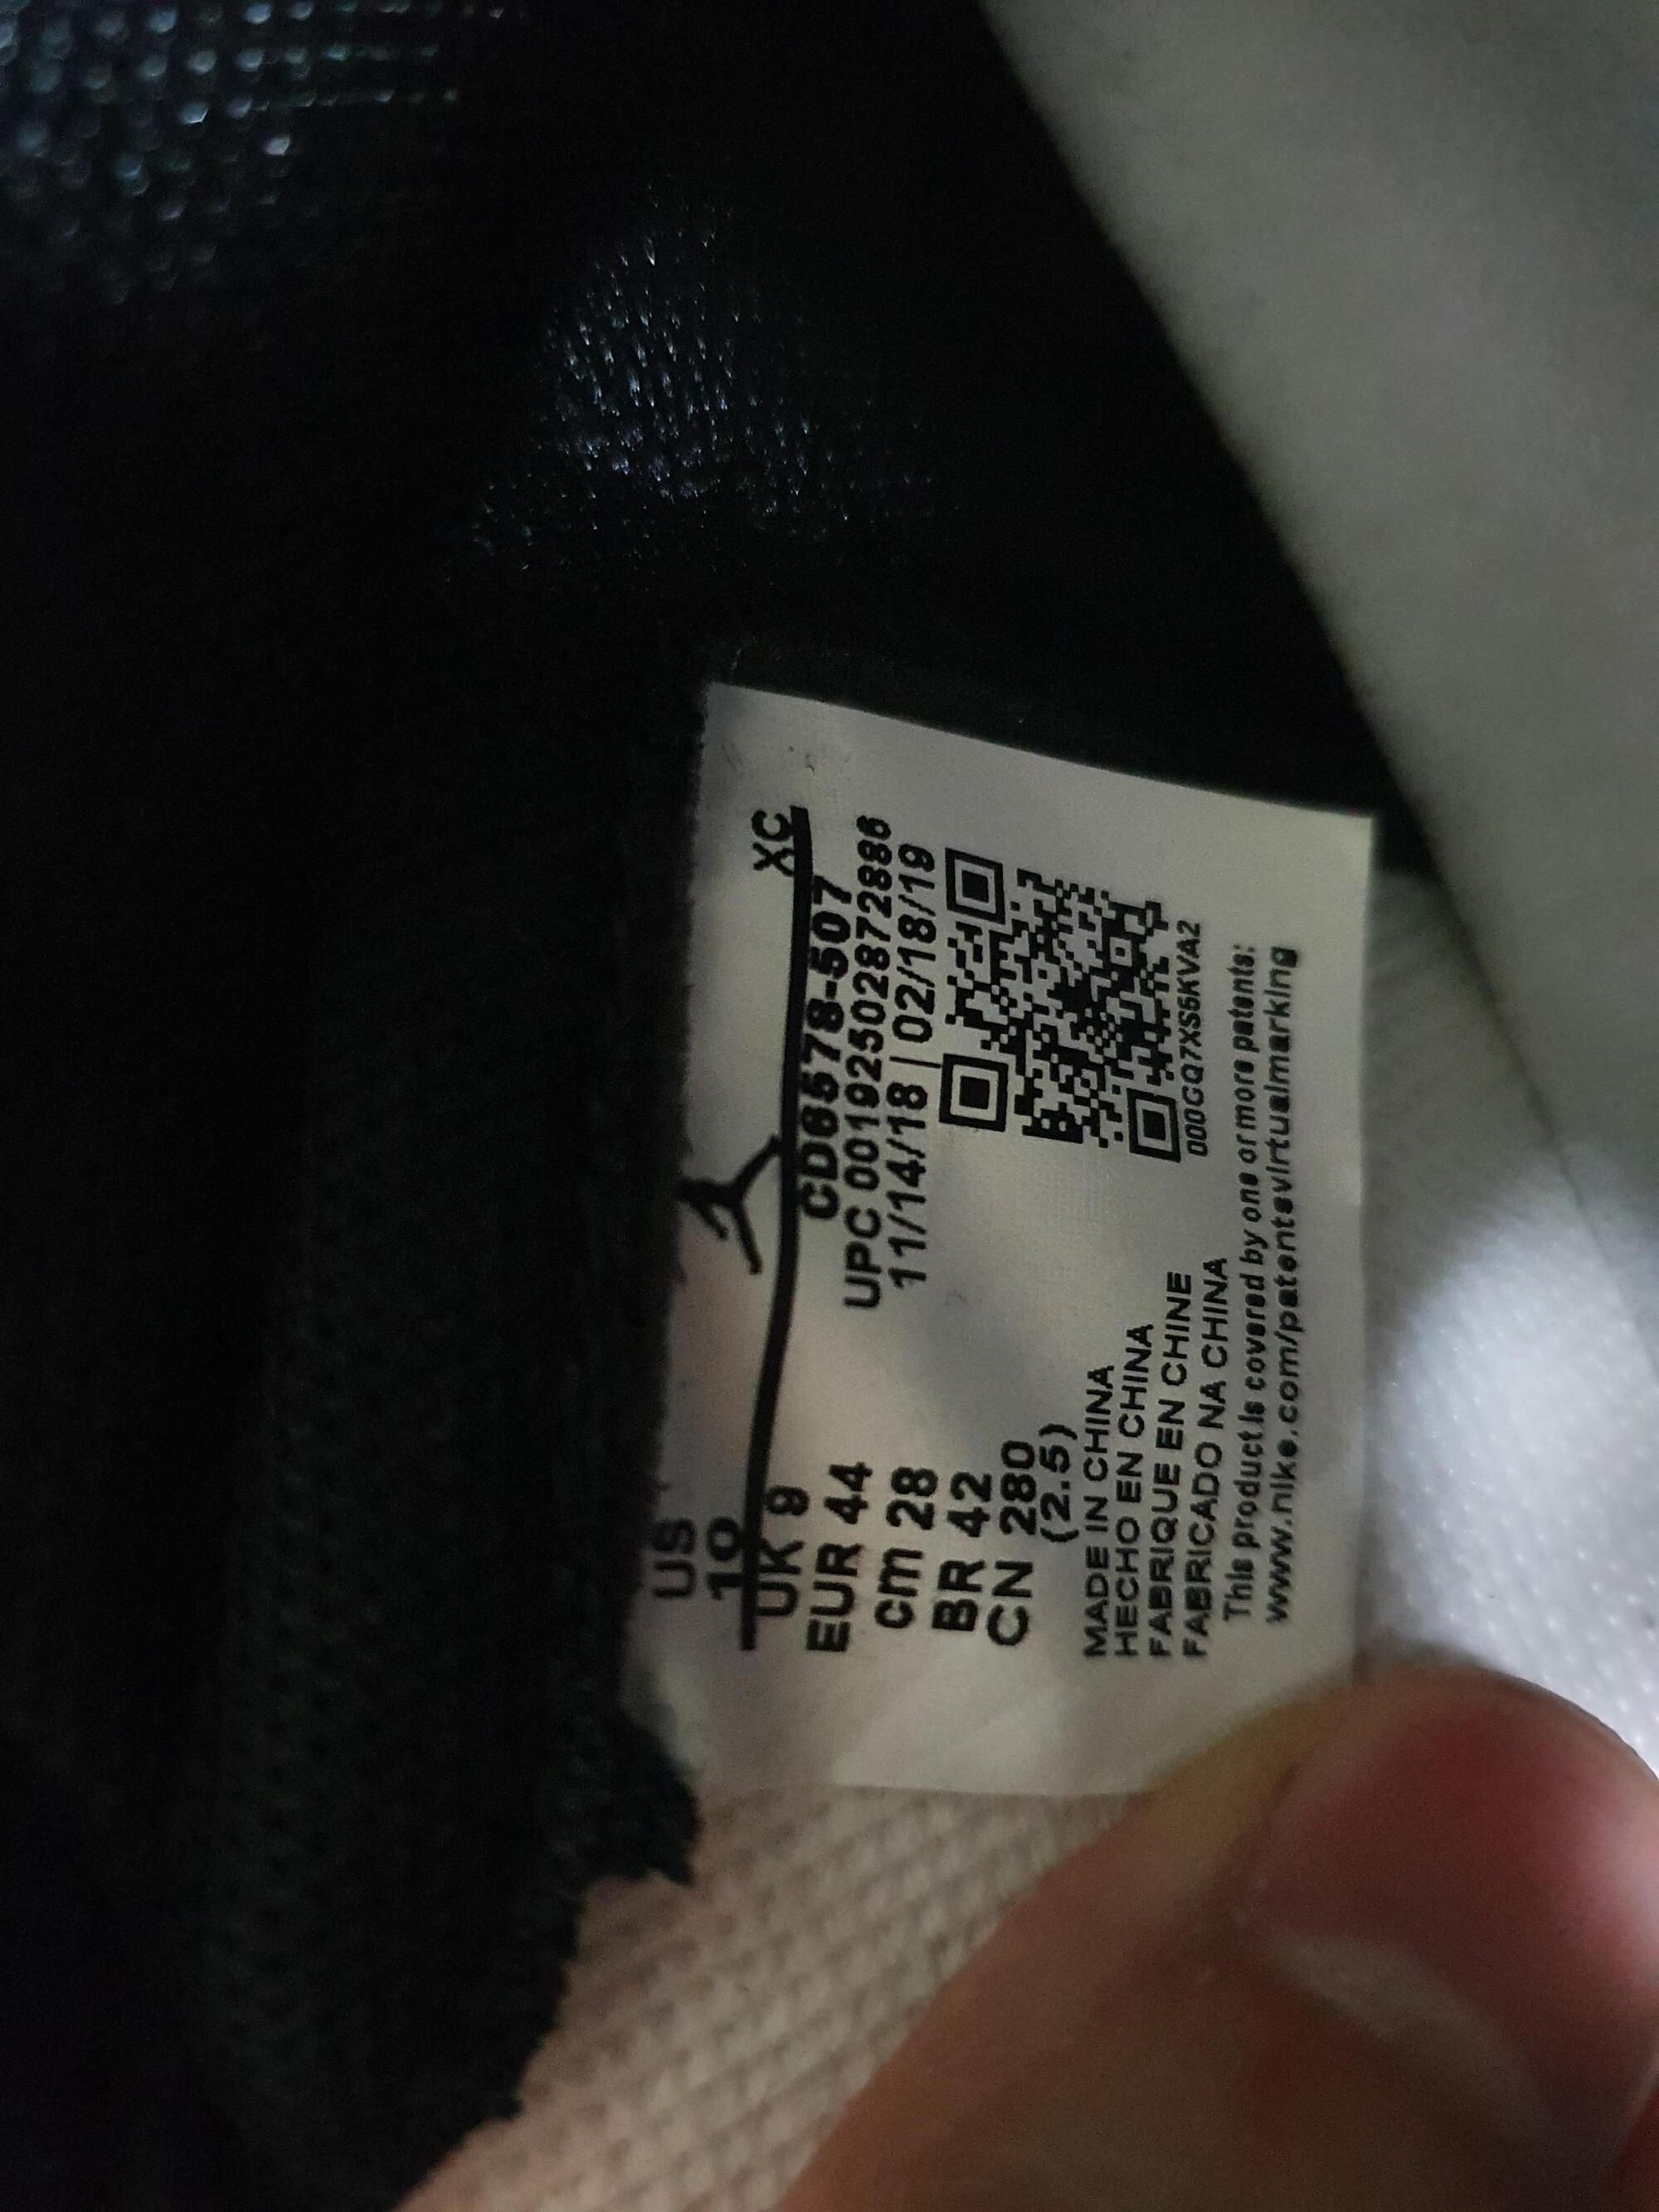 US
10
XC
UK 9
EUR 44
cm 28
BR 42
CN 280
(2.5)
CD6578-507
UPC 00192502872886
11/14/18 | 02/18/19
000GQ7XS5KVA2
MADE IN CHINA
HECHO EN CHINA
FABRIQUE EN CHINE
FABRICADO NA CHINA
This product is covered by one or more patents:
www.nike.com/patentsvirtualmarking